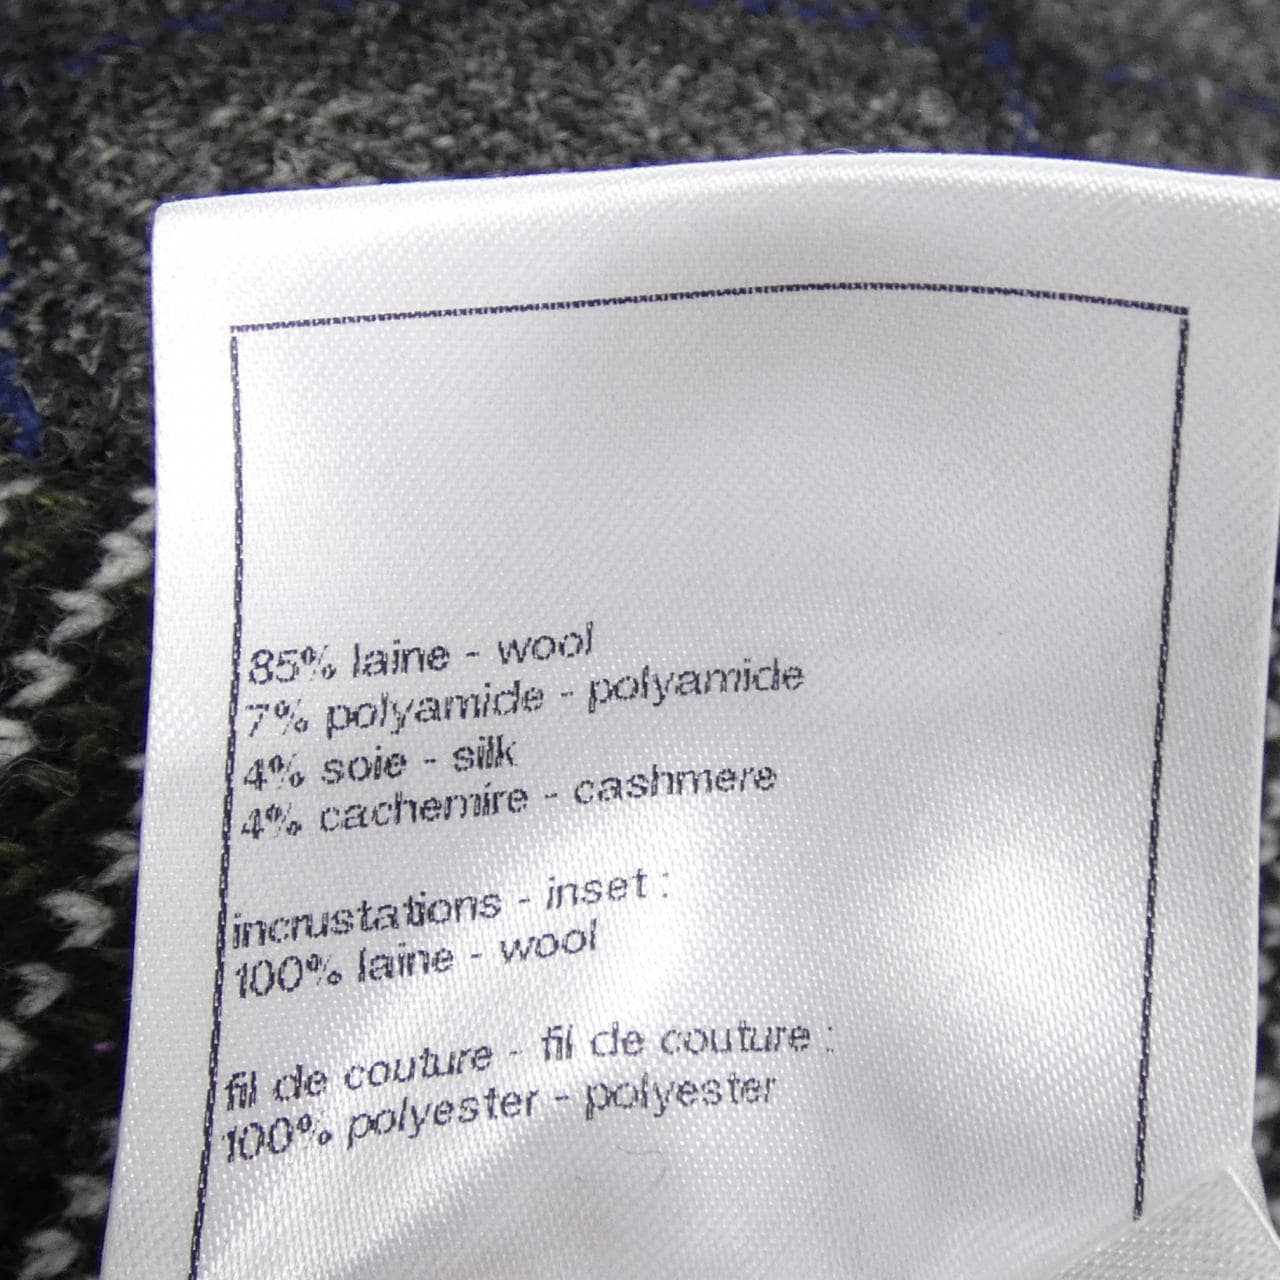 85% laine - wool
7% polyamide - polyamide
4% soie - silk
4% cachemire - cashmere
incrustations - inset :
100% laine - wool
fil de couture - fil de couture :
100% polyester - polyester